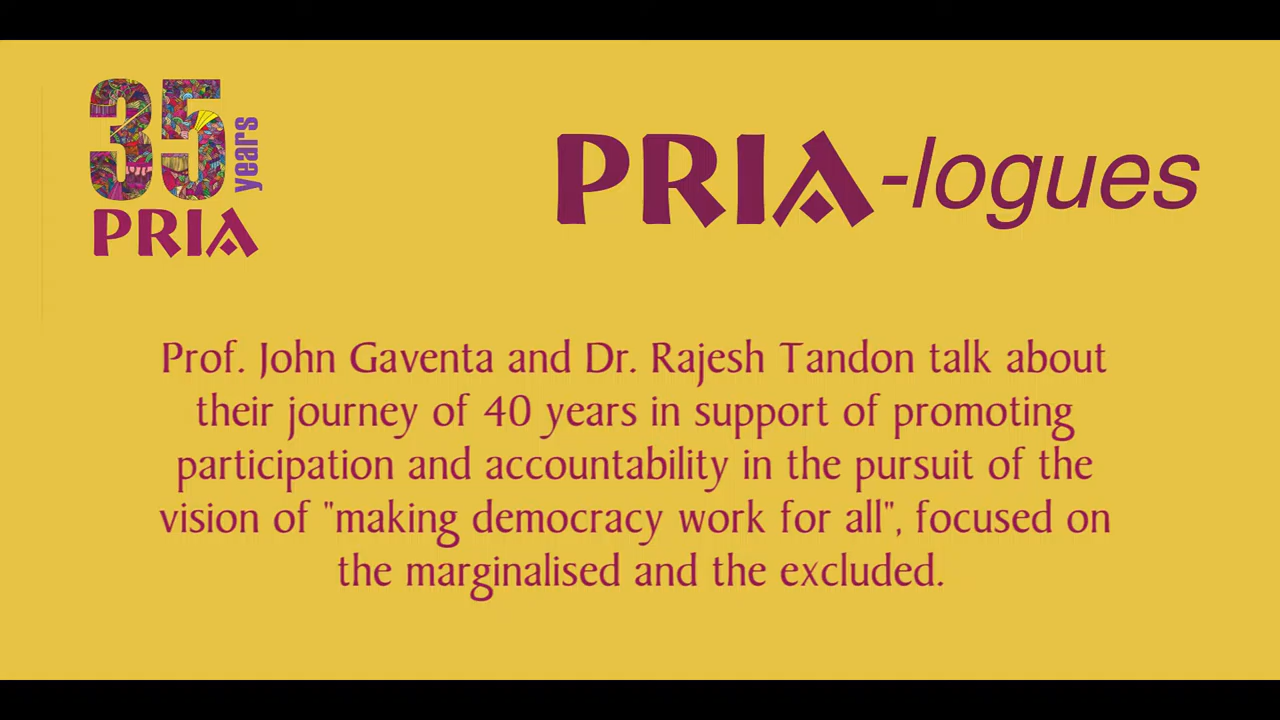 35 years
PRIA
PRIA-logues
Prof. John Gaventa and Dr. Rajesh Tandon talk about
their journey of 40 years in support of promoting
participation and accountability in the pursuit of the
vision of "making democracy work for all", focused on
the marginalised and the excluded.